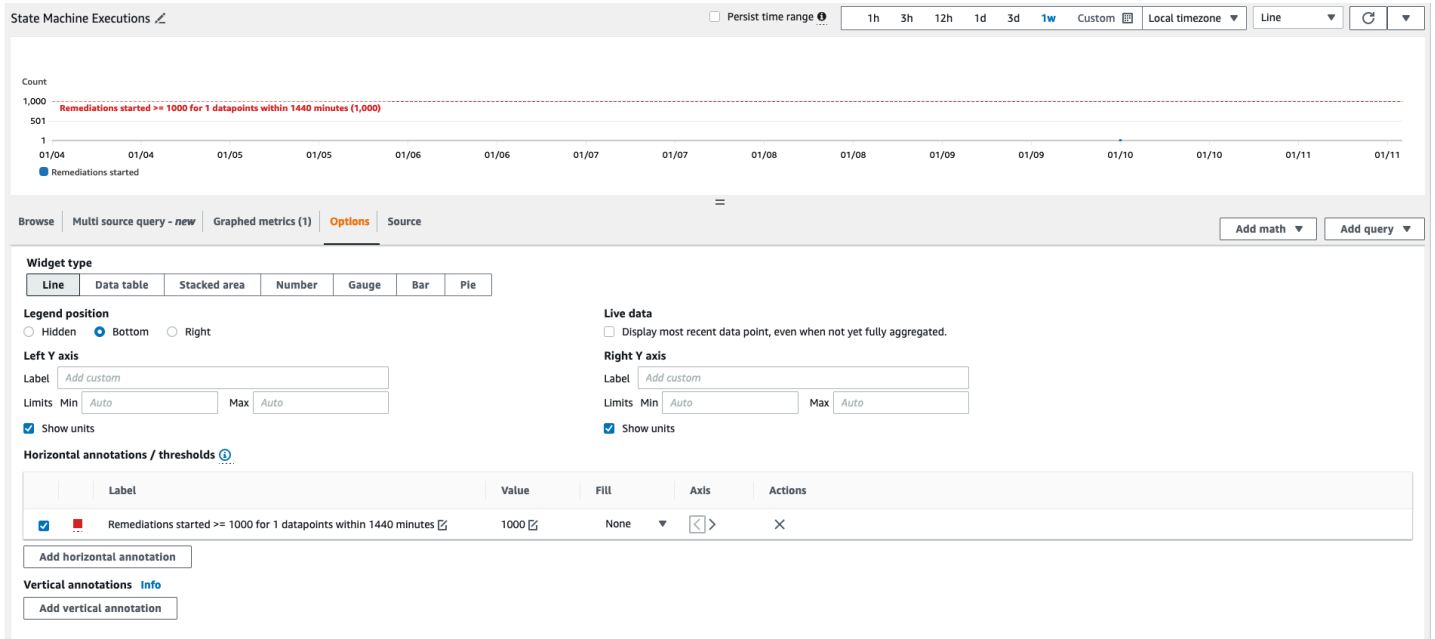 State Machine Executions
Persist time range
1h 3h 12h 1d 3d 1w Custom Local timezone Line
Count
1,000
Remediations started >= 1000 for 1 datapoints within 1440 minutes (1,000)
501
1
01/04 01/04 01/05 01/05 01/06 01/06 01/07 01/07 01/08 01/08 01/09 01/09 01/10 01/10 01/11 01/11
Remediations started
Browse Multi source query - new Graphed metrics (1) Options Source
Add math Add query
Widget type
Line Data table Stacked area Number Gauge Bar Pie
Legend position Live data
Hidden Bottom Right Display most recent data point, even when not yet fully aggregated.
Left Y axis Right Y axis
Label Add custom Label Add custom
Limits Min Auto Max Auto Limits Min Auto Max Auto
Show units Show units
Horizontal annotations / thresholds
Label Value Fill Axis Actions
Remediations started >= 1000 for 1 datapoints within 1440 minutes 1000 None
Add horizontal annotation
Vertical annotations Info
Add vertical annotation